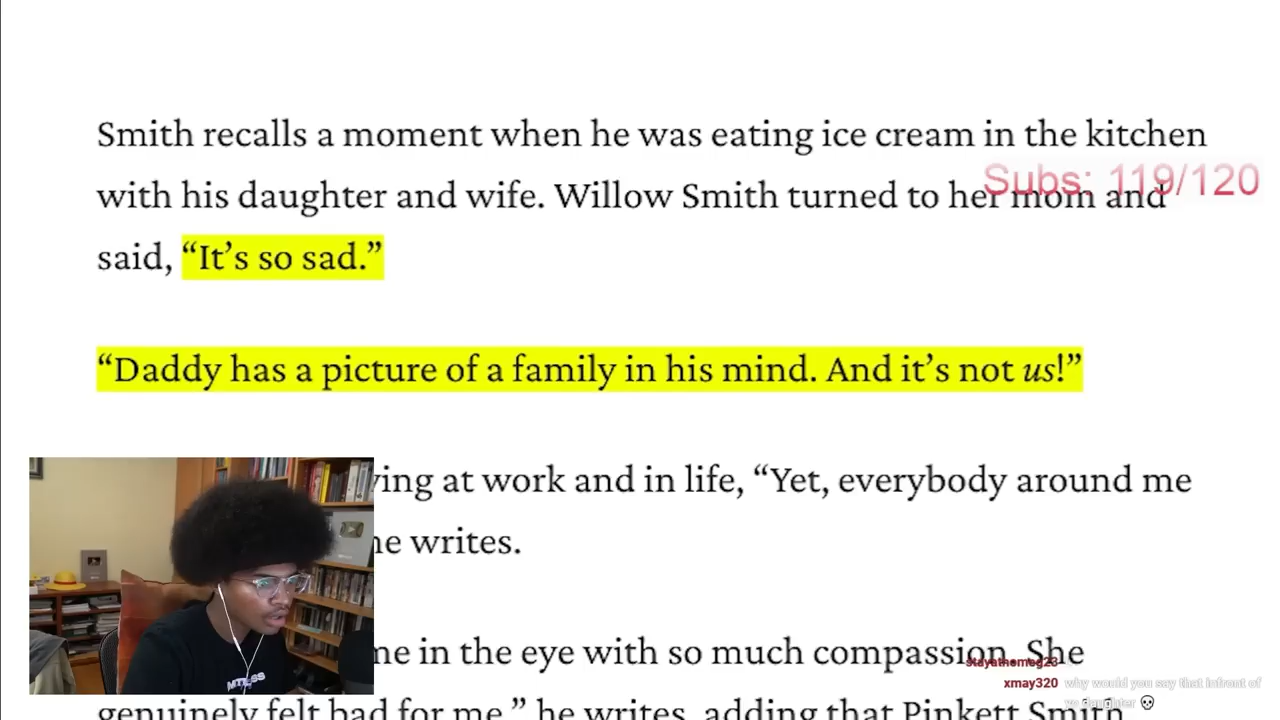 Smith recalls a moment when he was eating ice cream in the kitchen
Subs: 119/120
with his daughter and wife. Willow Smith turned to her mom and
said, “It’s so sad.”
“Daddy has a picture of a family in his mind. And it’s not us!”
ving at work and in life, “Yet, everybody around me
he writes.
me in the eye with so much compassion. She
stayathomeg23
xmay320 why would you say that infront of
yo daughter 💀
genuinely felt bad for me,” he writes, adding that Pinkett Smith